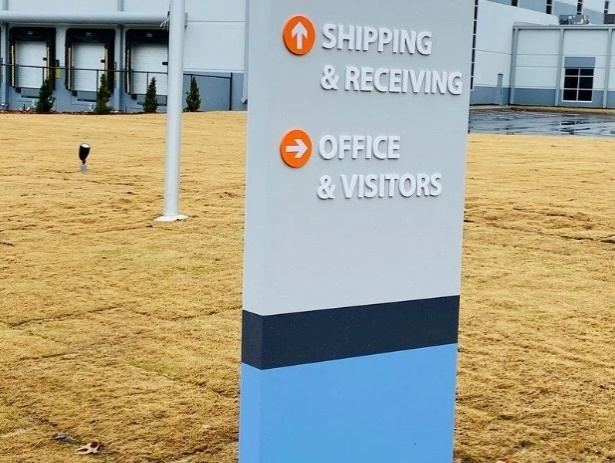 SHIPPING
& RECEIVING
OFFICE
& VISITORS